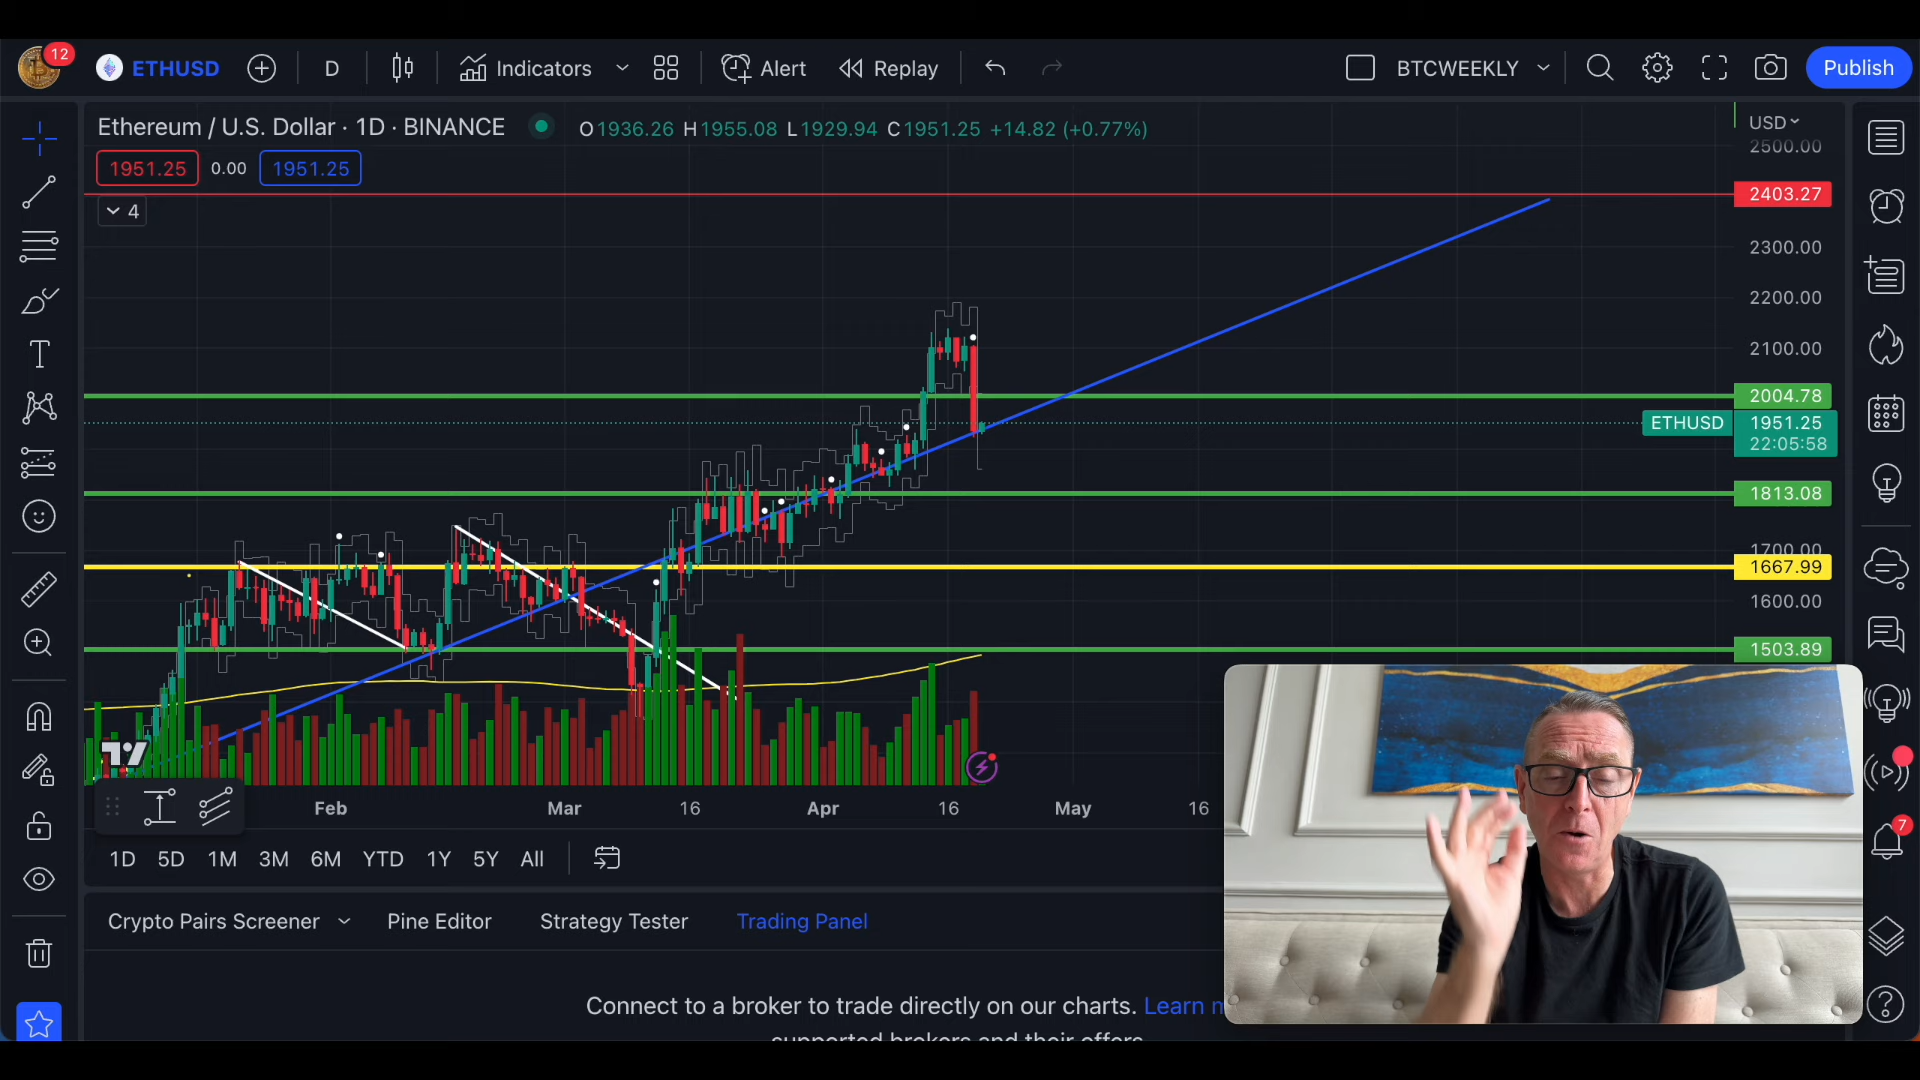 12
ETHUSD
D
Indicators
Alert
Replay
BTCWEEKLY
Publish
Ethereum / U.S. Dollar · 1D · BINANCE
O1936.26 H1955.08 L1929.94 C1951.25 +14.82 (+0.77%)
USD
2500.00
1951.25
0.00
1951.25
2403.27
4
2300.00
2200.00
2100.00
2004.78
ETHUSD
1951.25
22:05:58
1813.08
1700.00
1667.99
1600.00
1503.89
Feb
Mar
16
Apr
16
May
16
7
1D
5D
1M
3M
6M
YTD
1Y
5Y
All
Crypto Pairs Screener
Pine Editor
Strategy Tester
Trading Panel
Connect to a broker to trade directly on our charts. Learn
supported brokers and their offers